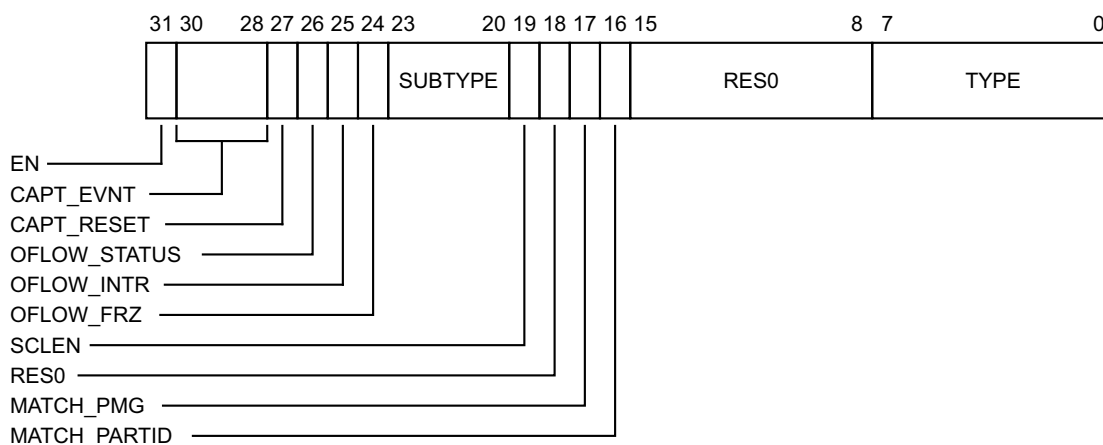 31 30 28 27 26 25 24 23 20 19 18 17 16 15 8 7 0
SUBTYPE RES0 TYPE
EN
CAPT_EVNT
CAPT_RESET
OFLOW_STATUS
OFLOW_INTR
OFLOW_FRZ
SCLEN
RES0
MATCH_PMG
MATCH_PARTID